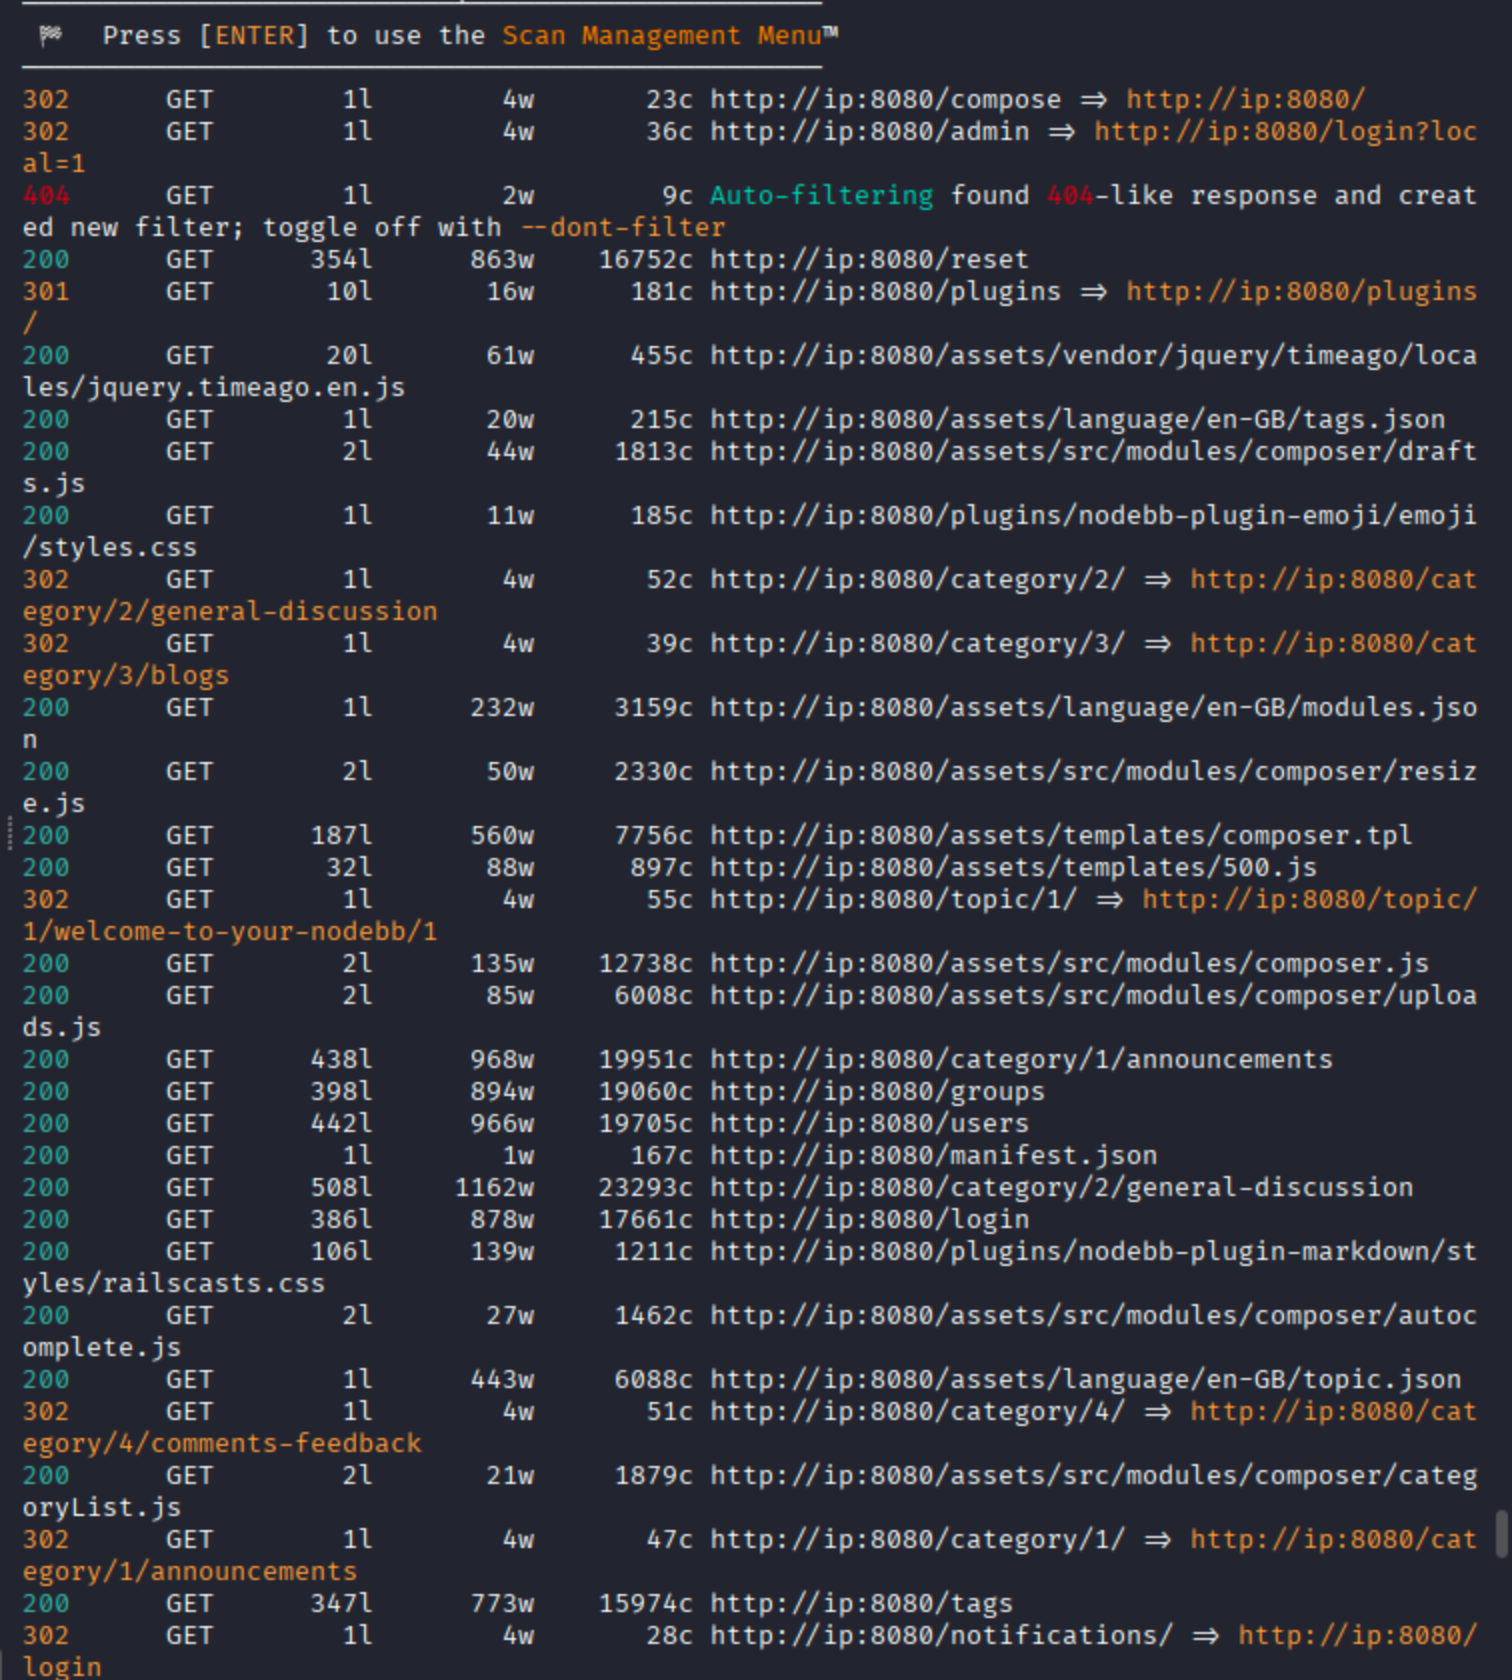 🏁 Press [ENTER] to use the Scan Management Menu™
302 GET 1l 4w 23c http://ip:8080/compose => http://ip:8080/
302 GET 1l 4w 36c http://ip:8080/admin => http://ip:8080/login?loc
al=1
404 GET 1l 2w 9c Auto-filtering found 404-like response and creat
ed new filter; toggle off with --dont-filter
200 GET 354l 863w 16752c http://ip:8080/reset
301 GET 10l 16w 181c http://ip:8080/plugins => http://ip:8080/plugins
/
200 GET 20l 61w 455c http://ip:8080/assets/vendor/jquery/timeago/loca
les/jquery.timeago.en.js
200 GET 1l 20w 215c http://ip:8080/assets/language/en-GB/tags.json
200 GET 2l 44w 1813c http://ip:8080/assets/src/modules/composer/draft
s.js
200 GET 1l 11w 185c http://ip:8080/plugins/nodebb-plugin-emoji/emoji
/styles.css
302 GET 1l 4w 52c http://ip:8080/category/2/ => http://ip:8080/cat
egory/2/general-discussion
302 GET 1l 4w 39c http://ip:8080/category/3/ => http://ip:8080/cat
egory/3/blogs
200 GET 1l 232w 3159c http://ip:8080/assets/language/en-GB/modules.jso
n
200 GET 2l 50w 2330c http://ip:8080/assets/src/modules/composer/resiz
e.js
200 GET 187l 560w 7756c http://ip:8080/assets/templates/composer.tpl
200 GET 32l 88w 897c http://ip:8080/assets/templates/500.js
302 GET 1l 4w 55c http://ip:8080/topic/1/ => http://ip:8080/topic/
1/welcome-to-your-nodebb/1
200 GET 2l 135w 12738c http://ip:8080/assets/src/modules/composer.js
200 GET 2l 85w 6008c http://ip:8080/assets/src/modules/composer/uploa
ds.js
200 GET 438l 968w 19951c http://ip:8080/category/1/announcements
200 GET 398l 894w 19060c http://ip:8080/groups
200 GET 442l 966w 19705c http://ip:8080/users
200 GET 1l 1w 167c http://ip:8080/manifest.json
200 GET 508l 1162w 23293c http://ip:8080/category/2/general-discussion
200 GET 386l 878w 17661c http://ip:8080/login
200 GET 106l 139w 1211c http://ip:8080/plugins/nodebb-plugin-markdown/st
yles/railscasts.css
200 GET 2l 27w 1462c http://ip:8080/assets/src/modules/composer/autoc
omplete.js
200 GET 1l 443w 6088c http://ip:8080/assets/language/en-GB/topic.json
302 GET 1l 4w 51c http://ip:8080/category/4/ => http://ip:8080/cat
egory/4/comments-feedback
200 GET 2l 21w 1879c http://ip:8080/assets/src/modules/composer/categ
oryList.js
302 GET 1l 4w 47c http://ip:8080/category/1/ => http://ip:8080/cat
egory/1/announcements
200 GET 347l 773w 15974c http://ip:8080/tags
302 GET 1l 4w 28c http://ip:8080/notifications/ => http://ip:8080/
login